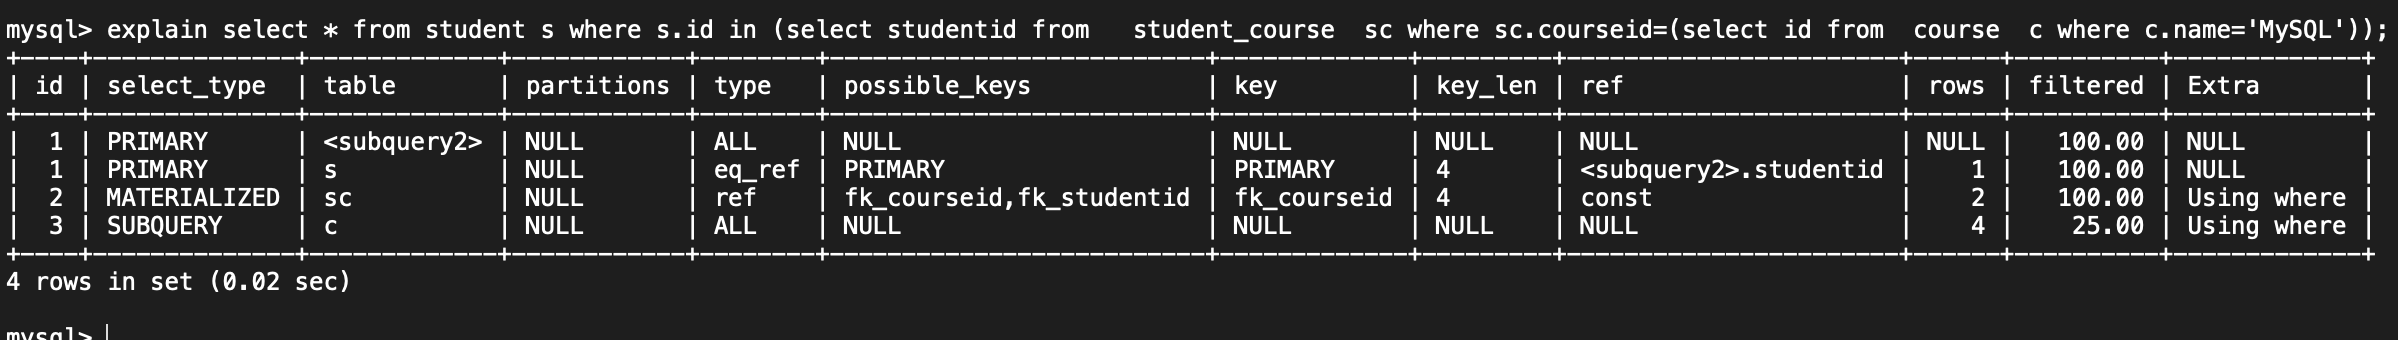 mysql> explain select * from student s where s.id in (select studentid from   student_course  sc where sc.courseid=(select id from  course  c where c.name='MySQL'));
+----+--------------+-------------+------------+--------+--------------------------+------------+---------+-----------------------+------+----------+-------------+
| id | select_type  | table       | partitions | type   | possible_keys            | key        | key_len | ref                   | rows | filtered | Extra       |
+----+--------------+-------------+------------+--------+--------------------------+------------+---------+-----------------------+------+----------+-------------+
|  1 | PRIMARY      | <subquery2> | NULL       | ALL    | NULL                     | NULL       | NULL    | NULL                  | NULL |   100.00 | NULL        |
|  1 | PRIMARY      | s           | NULL       | eq_ref | PRIMARY                  | PRIMARY    | 4       | <subquery2>.studentid |    1 |   100.00 | NULL        |
|  2 | MATERIALIZED | sc          | NULL       | ref    | fk_courseid,fk_studentid | fk_courseid | 4       | const                 |    2 |   100.00 | Using where |
|  3 | SUBQUERY     | c           | NULL       | ALL    | NULL                     | NULL       | NULL    | NULL                  |    4 |    25.00 | Using where |
+----+--------------+-------------+------------+--------+--------------------------+------------+---------+-----------------------+------+----------+-------------+
4 rows in set (0.02 sec)
mysql>